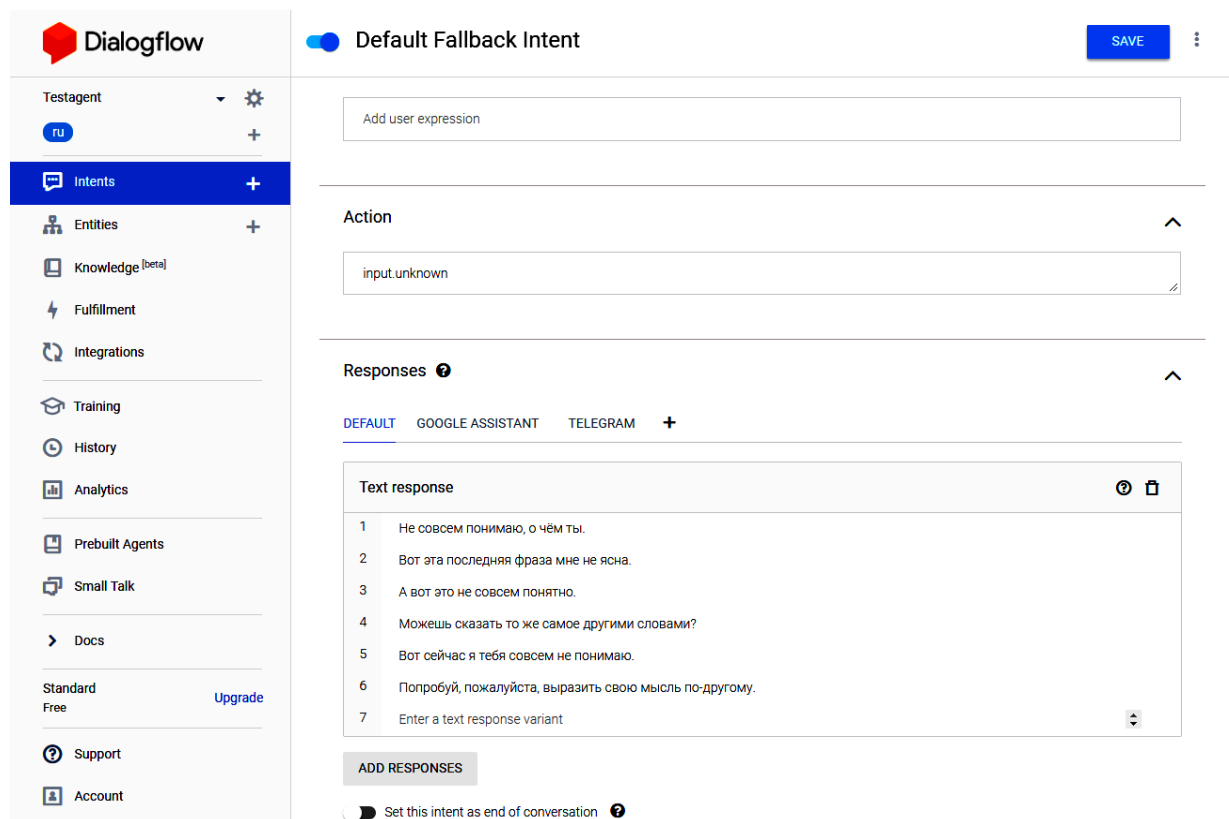 Dialogflow
Default Fallback Intent
SAVE
Testagent
ru
Intents
Entities
Knowledge [beta]
Fulfillment
Integrations
Training
History
Analytics
Prebuilt Agents
Small Talk
Docs
Standard
Free
Upgrade
Support
Account
Add user expression
Action
input.unknown
Responses
DEFAULT GOOGLE ASSISTANT TELEGRAM
Text response
1 Не совсем понимаю, о чём ты.
2 Вот эта последняя фраза мне не ясна.
3 А вот это не совсем понятно.
4 Можешь сказать то же самое другими словами?
5 Вот сейчас я тебя совсем не понимаю.
6 Попробуй, пожалуйста, выразить свою мысль по-другому.
7 Enter a text response variant
ADD RESPONSES
Set this intent as end of conversation